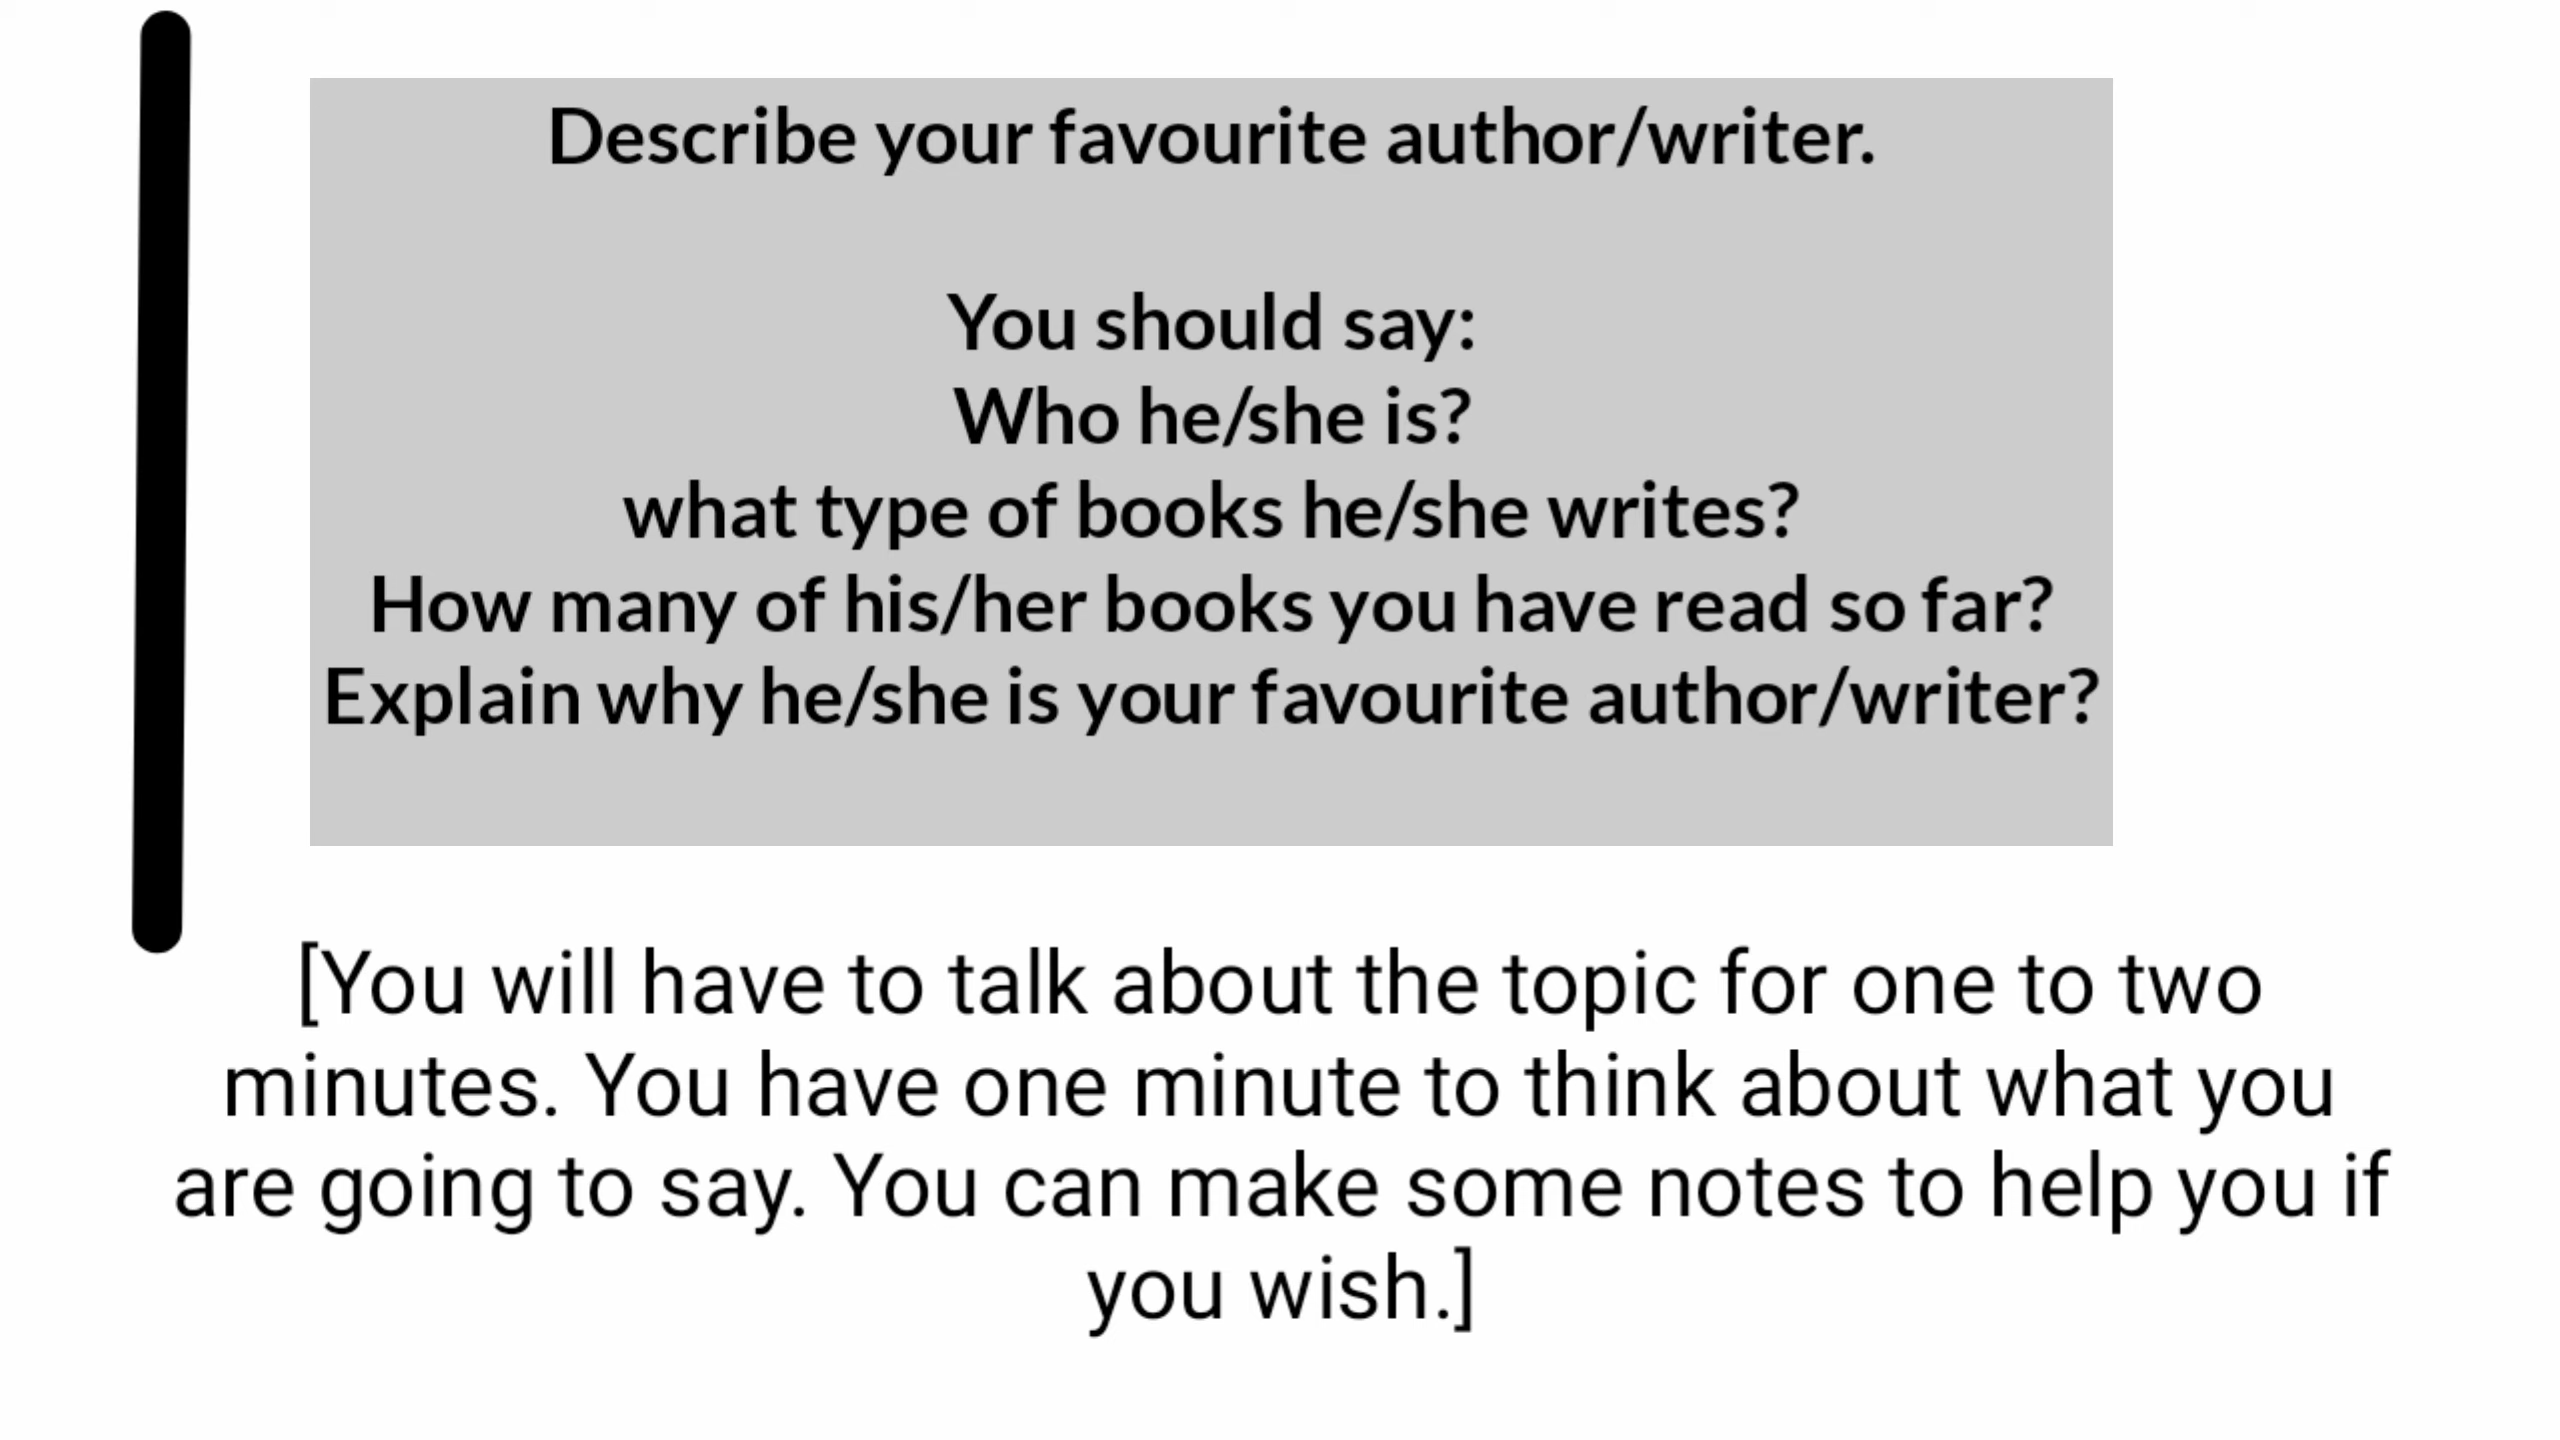 Describe your favourite author/writer.
You should say:
Who he/she is?
what type of books he/she writes?
How many of his/her books you have read so far?
Explain why he/she is your favourite author/writer?
[You will have to talk about the topic for one to two
minutes. You have one minute to think about what you
are going to say. You can make some notes to help you if
you wish.]